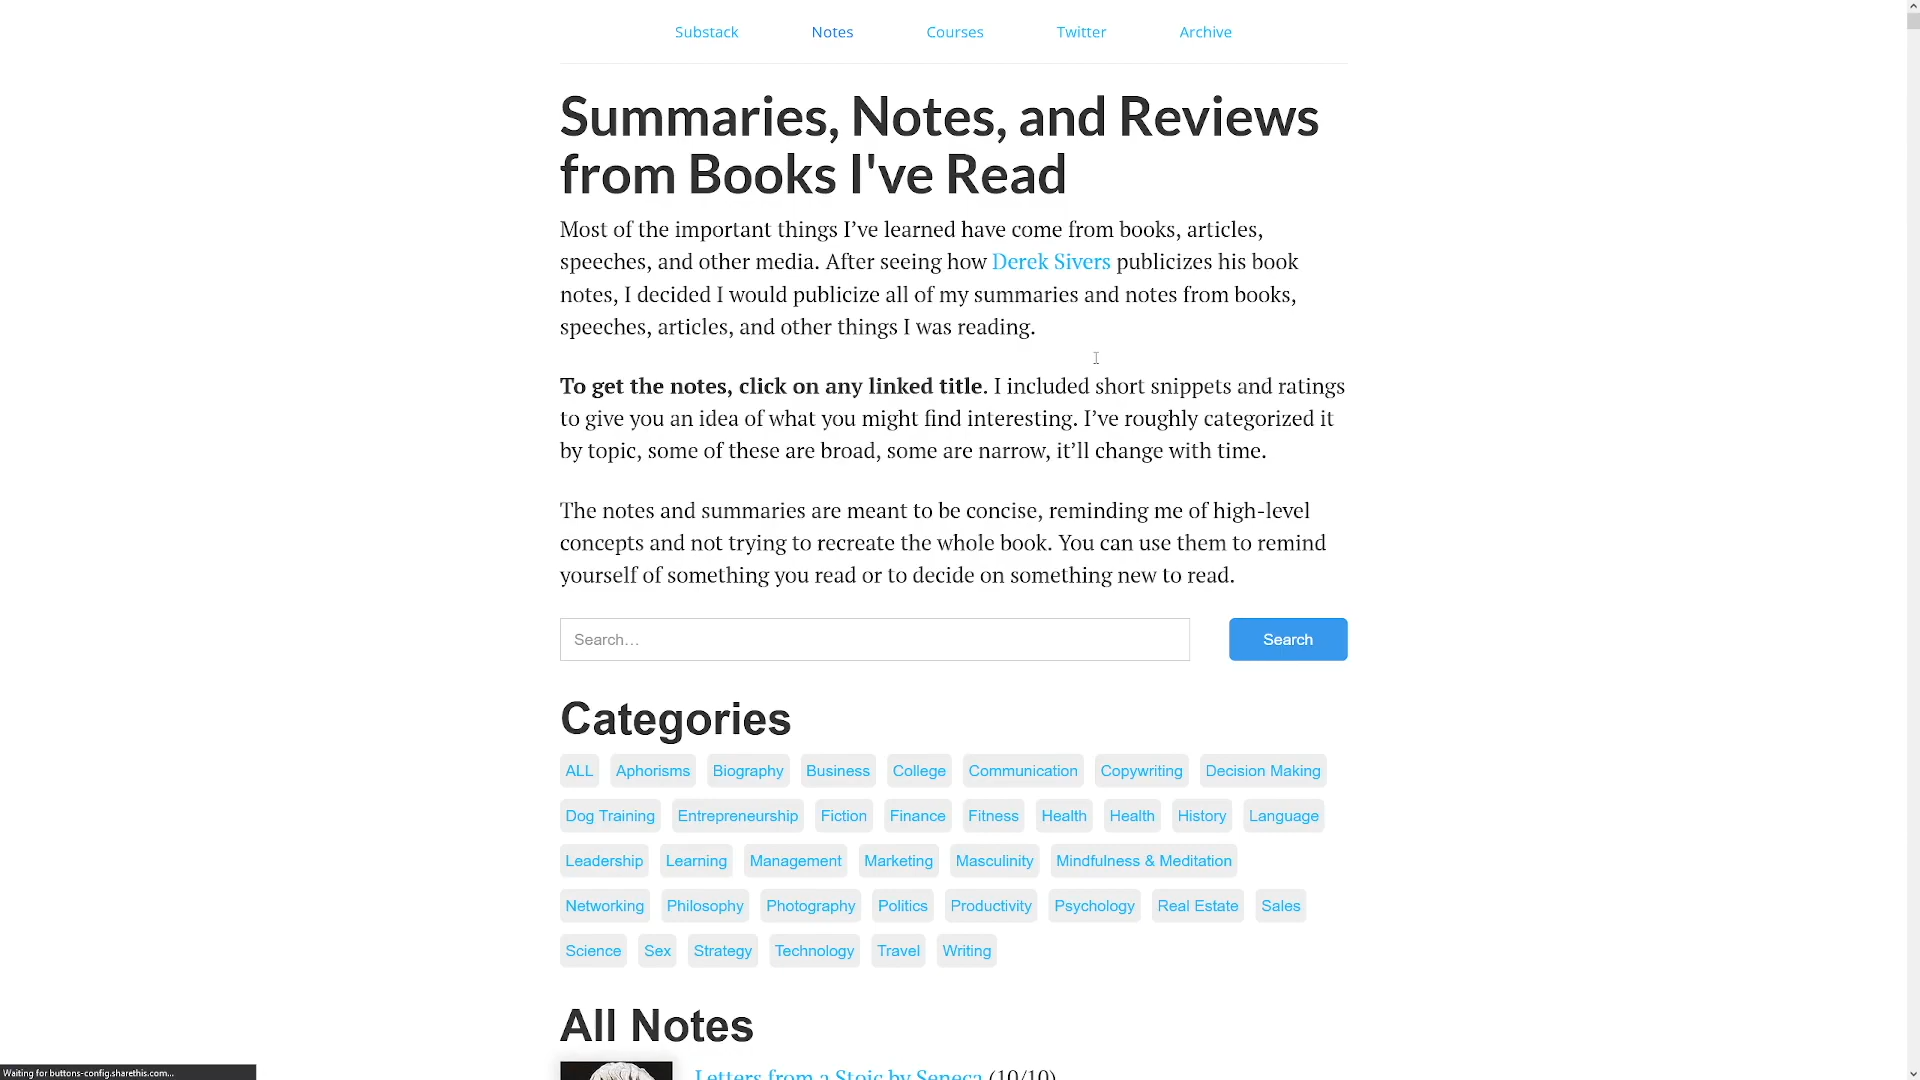 Substack Notes Courses Twitter Archive
Summaries, Notes, and Reviews
from Books I've Read
Most of the important things I’ve learned have come from books, articles,
speeches, and other media. After seeing how Derek Sivers publicizes his book
notes, I decided I would publicize all of my summaries and notes from books,
speeches, articles, and other things I was reading.
To get the notes, click on any linked title. I included short snippets and ratings
to give you an idea of what you might find interesting. I’ve roughly categorized it
by topic, some of these are broad, some are narrow, it’ll change with time.
The notes and summaries are meant to be concise, reminding me of high-level
concepts and not trying to recreate the whole book. You can use them to remind
yourself of something you read or to decide on something new to read.
Search… Search
Categories
ALL Aphorisms Biography Business College Communication Copywriting Decision Making
Dog Training Entrepreneurship Fiction Finance Fitness Health Health History Language
Leadership Learning Management Marketing Masculinity Mindfulness & Meditation
Networking Philosophy Photography Politics Productivity Psychology Real Estate Sales
Science Sex Strategy Technology Travel Writing
All Notes
Letters from a Stoic by Seneca (10/10)
Waiting for buttons-config.sharethis.com...